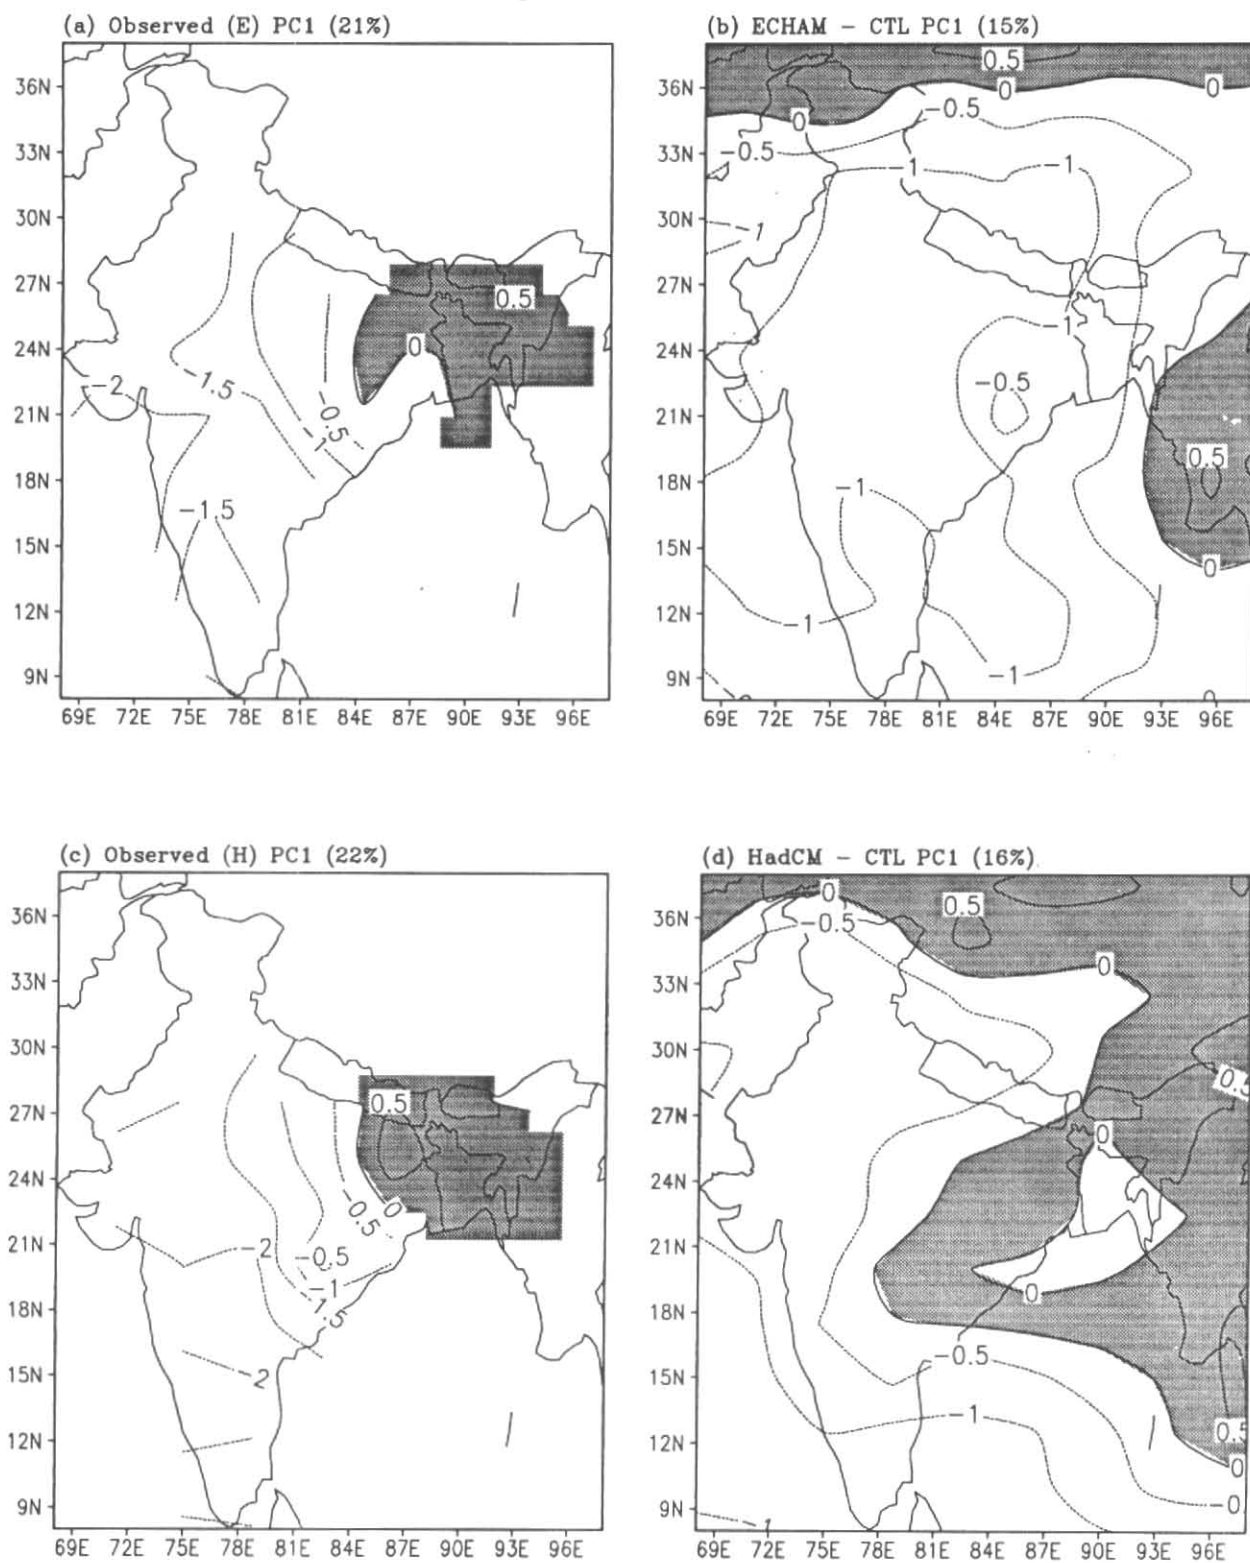 (a) Observed (E) PC1 (21%)
36N
33N
30N
27N
24N
21N
18N
15N
12N
9N
69E 72E 75E 78E 81E 84E 87E 90E 93E 96E
0.5
0
-2
-1.5
-0.5
-1
-1.5
(b) ECHAM - CTL PC1 (15%)
36N
33N
30N
27N
24N
21N
18N
15N
12N
9N
69E 72E 75E 78E 81E 84E 87E 90E 93E 96E
0.5
0
0
0
-0.5
-0.5
-1
-1
-1
-1
-0.5
0.5
-1
0
-1
-1
0
(c) Observed (H) PC1 (22%)
36N
33N
30N
27N
24N
21N
18N
15N
12N
9N
69E 72E 75E 78E 81E 84E 87E 90E 93E 96E
0.5
0
-0.5
-2
-0.5
-1
-1.5
-2
(d) HadCM - CTL PC1 (16%)
36N
33N
30N
27N
24N
21N
18N
15N
12N
9N
69E 72E 75E 78E 81E 84E 87E 90E 93E 96E
0
0.5
-0.5
0
0.5
0
0
-0.5
-1
0.5
0
-0
-1